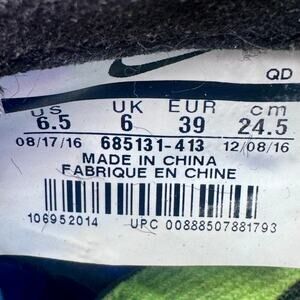 QD
US UK EUR cm
6.5 6 39 24.5
08/17/16 685131-413 12/08/16
MADE IN CHINA
FABRIQUE EN CHINE
106952014 UPC 00888507881793